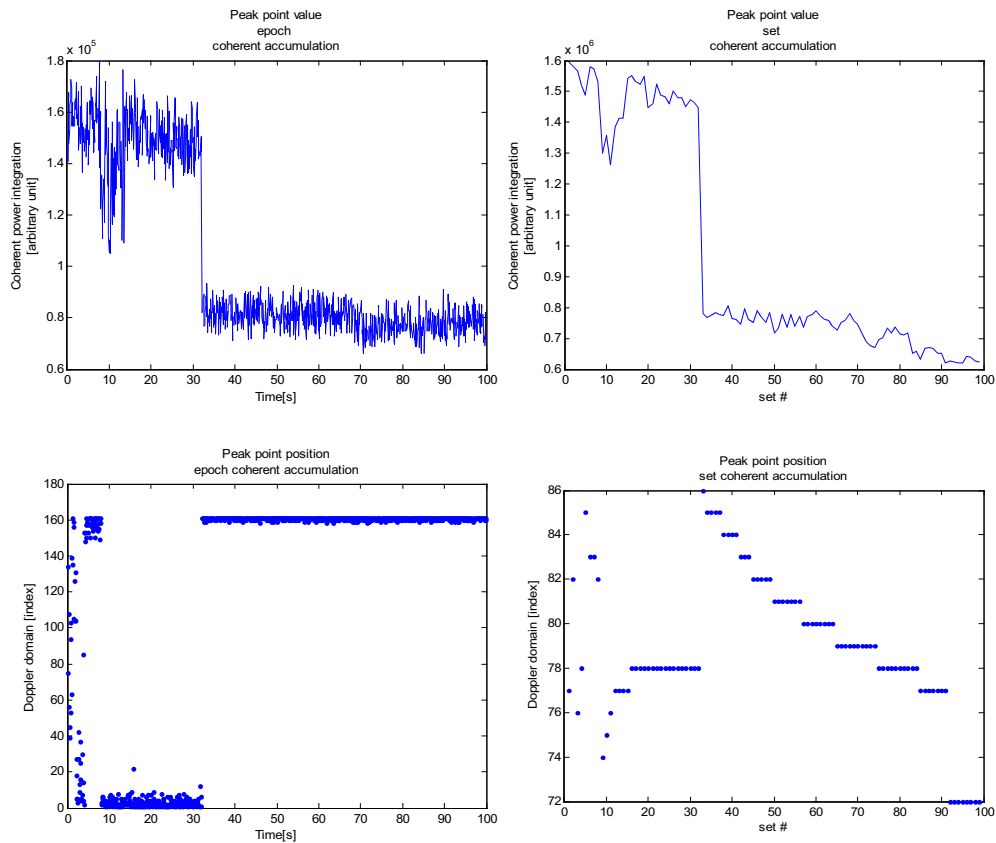 Peak point value
epoch
coherent accumulation
x 10^5
1.8
1.6
1.4
1.2
1
0.8
0.6
Coherent power integration
[arbitrary unit]
0 10 20 30 40 50 60 70 80 90 100
Time[s]
Peak point value
set
coherent accumulation
x 10^6
1.6
1.5
1.4
1.3
1.2
1.1
1
0.9
0.8
0.7
0.6
Coherent power integration
[arbitrary unit]
0 10 20 30 40 50 60 70 80 90 100
set #
Peak point position
epoch coherent accumulation
180
160
140
120
100
80
60
40
20
0
Doppler domain [index]
0 10 20 30 40 50 60 70 80 90 100
Time[s]
Peak point position
set coherent accumulation
86
84
82
80
78
76
74
72
Doppler domain [index]
0 10 20 30 40 50 60 70 80 90 100
set #